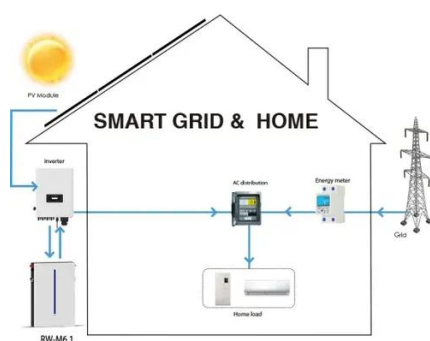 PV Module
SMART GRID & HOME
inverter
AC distribution
Energy meter
Grid
Home load
RW-M6.1